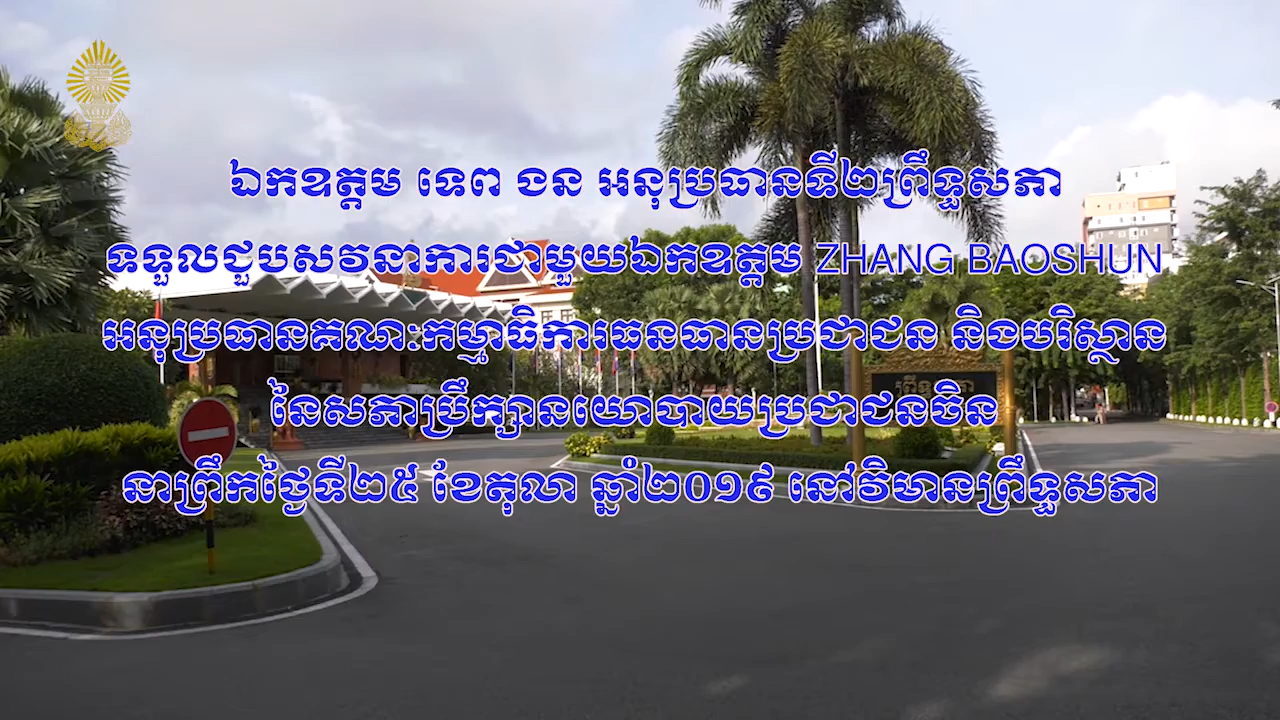 ឯកឧត្តម ទេព ងន អនុប្រធានទី២ព្រឹទ្ធសភា
ទទួលជួបសវនាការជាមួយឯកឧត្តម ZHANG BAOSHUN
អនុប្រធានគណៈកម្មាធិការធនធានប្រជាជន និងបរិស្ថាន
នៃសភាប្រឹក្សានយោបាយប្រជាជនចិន
នាព្រឹកថ្ងៃទី២៥ ខែតុលា ឆ្នាំ២០១៩ នៅវិមានព្រឹទ្ធសភា